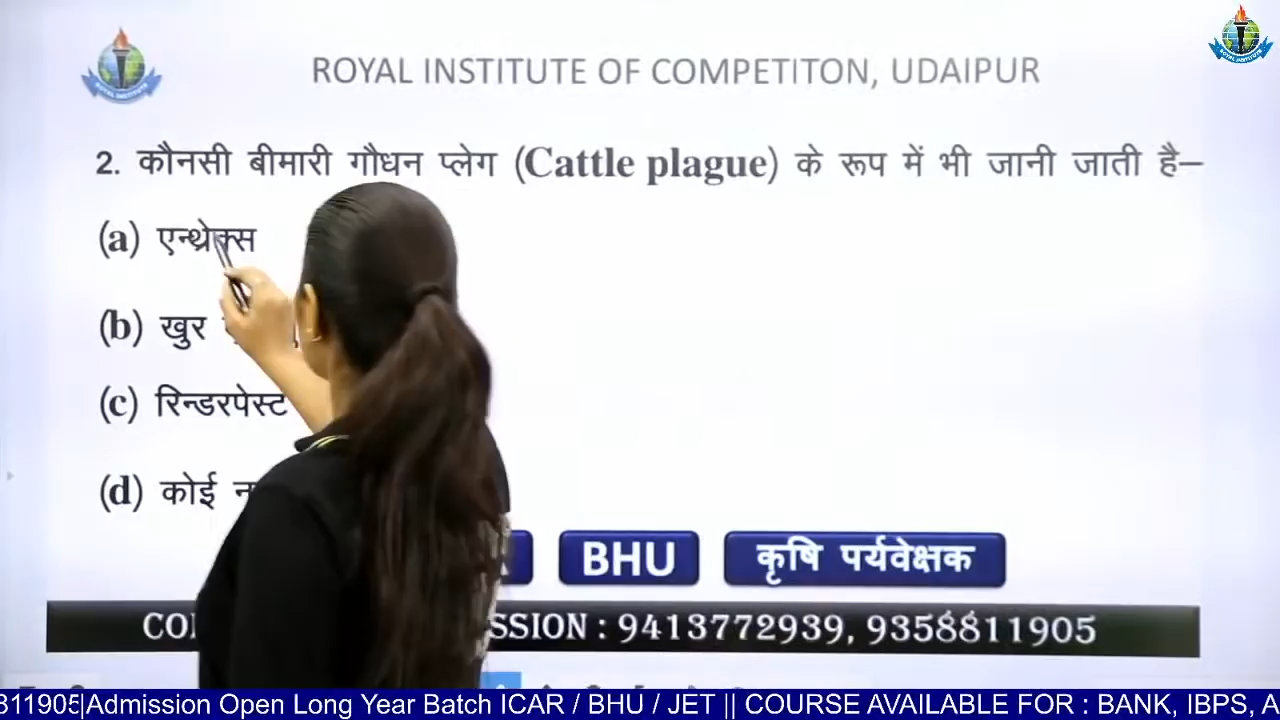 ROYAL INSTITUTE OF COMPETITON, UDAIPUR
2. कौनसी बीमारी गौधन प्लेग (Cattle plague) के रूप में भी जानी जाती है–
(a) एन्थ्रेक्स
(b) खुर
(c) रिन्डरपेस्ट
(d) कोई
BHU
कृषि पर्यवेक्षक
SSION : 9413772939, 9358811905
811905|Admission Open Long Year Batch ICAR / BHU / JET || COURSE AVAILABLE FOR : BANK, IBPS, A